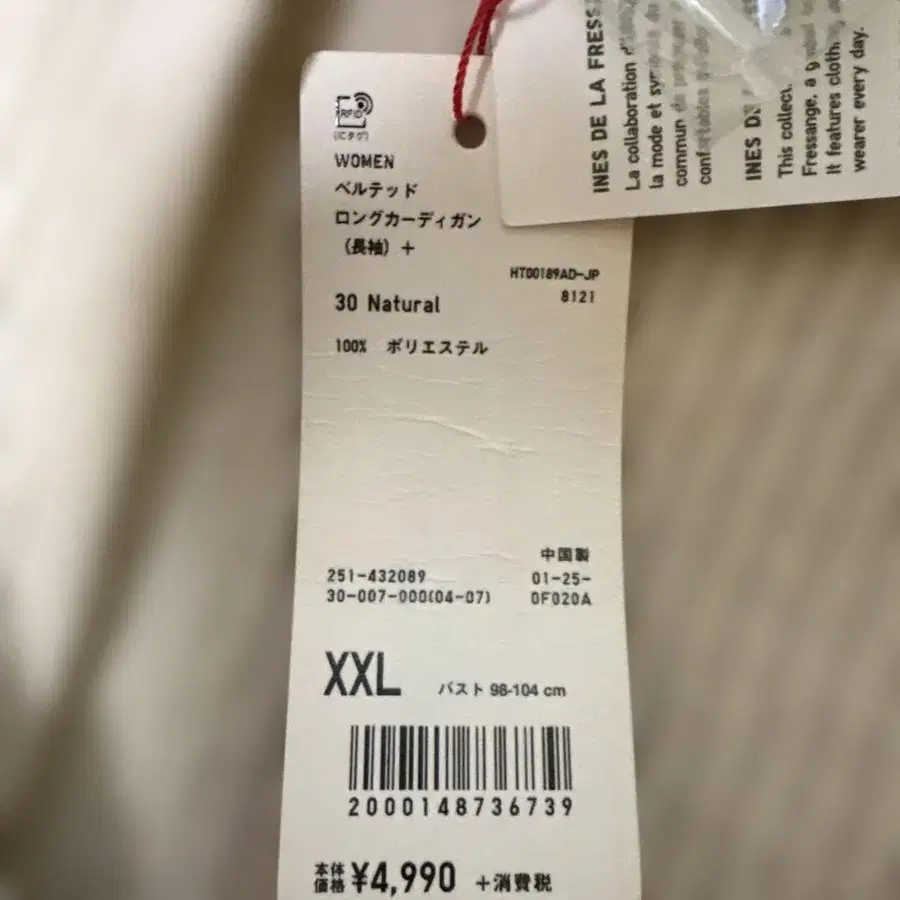 RFID
(ICタグ)
WOMEN
ベルテッド
ロングカーディガン
(長袖) +
HT00189AD-JP
8121
30 Natural
100% ポリエステル
中国製
251-432089 01-25-
30-007-000(04-07) 0F020A
XXL バスト 98-104 cm
2000148736739
本体価格 ¥4,990 +消費税
INES DE LA FRESS
La collaboration
la mode et
commun
INES
This
Fressange, a
It features
wearer every day.